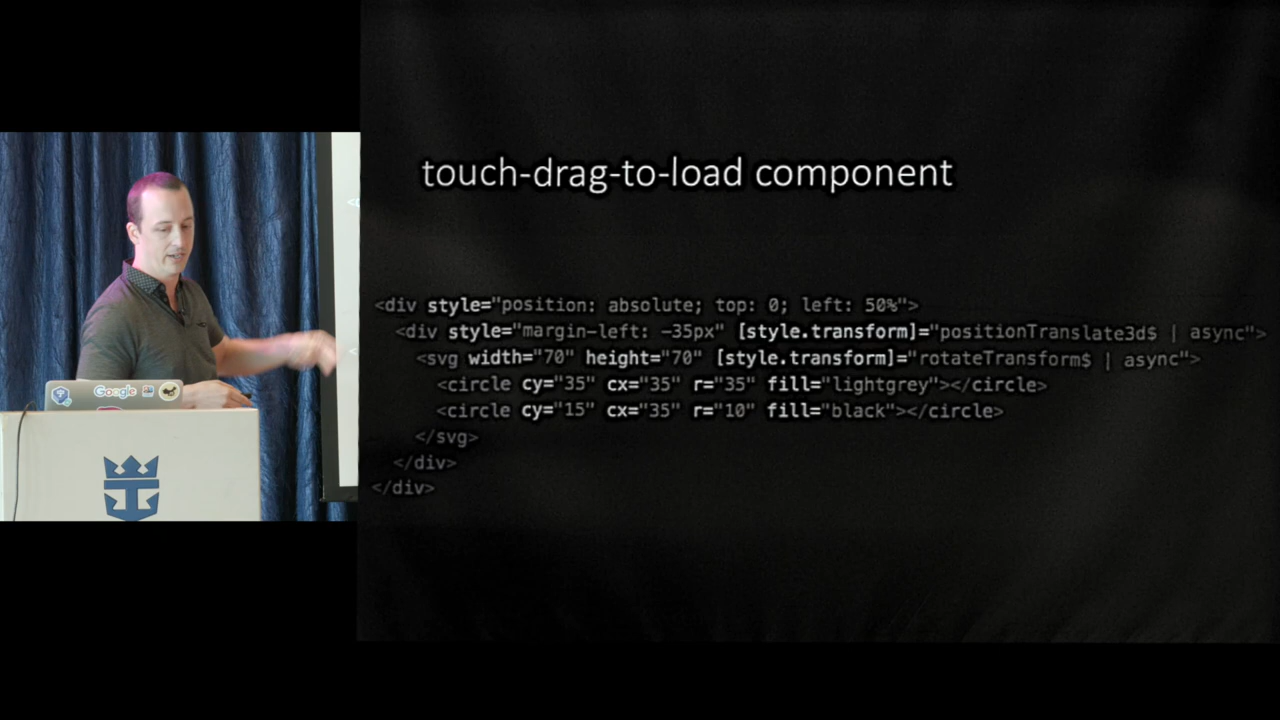 touch-drag-to-load component
<div style="position: absolute; top: 0; left: 50%">
<div style="margin-left: -35px" [style.transform]="positionTranslate3d$ | async">
<svg width="70" height="70" [style.transform]="rotateTransform$ | async">
<circle cy="35" cx="35" r="35" fill="lightgrey"></circle>
<circle cy="15" cx="35" r="10" fill="black"></circle>
</svg>
</div>
</div>
Google